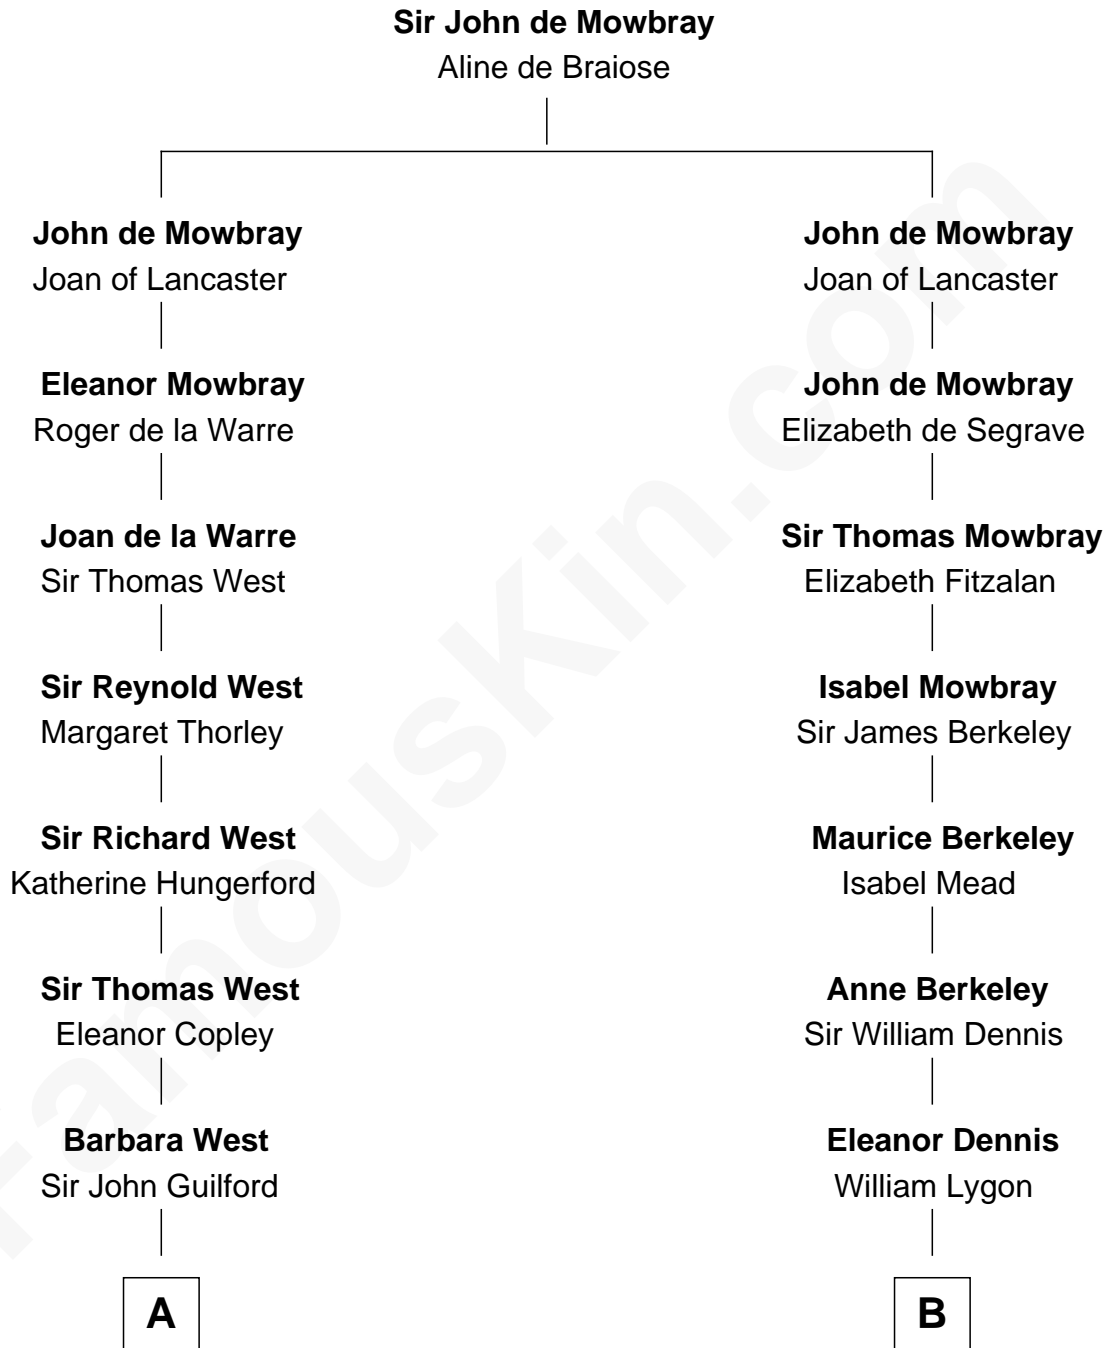 Sir John de Mowbray
Aline de Braiose
John de Mowbray
Joan of Lancaster
John de Mowbray
Joan of Lancaster
Eleanor Mowbray
Roger de la Warre
John de Mowbray
Elizabeth de Segrave
Joan de la Warre
Sir Thomas West
Sir Thomas Mowbray
Elizabeth Fitzalan
Sir Reynold West
Margaret Thorley
Isabel Mowbray
Sir James Berkeley
Sir Richard West
Katherine Hungerford
Maurice Berkeley
Isabel Mead
Sir Thomas West
Eleanor Copley
Anne Berkeley
Sir William Dennis
Barbara West
Sir John Guilford
Eleanor Dennis
William Lygon
A
B
FamousKin.com